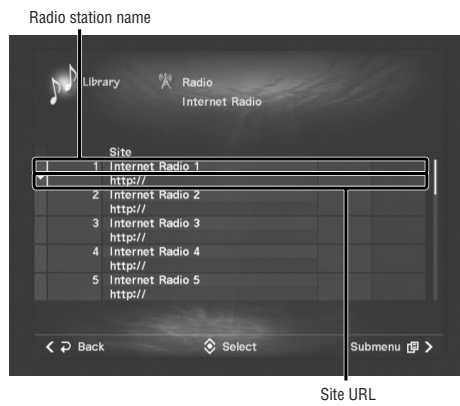 Radio station name
Library Radio
Internet Radio
Site
1 Internet Radio 1
http://
2 Internet Radio 2
http://
3 Internet Radio 3
http://
4 Internet Radio 4
http://
5 Internet Radio 5
http://
Back Select Submenu
Site URL